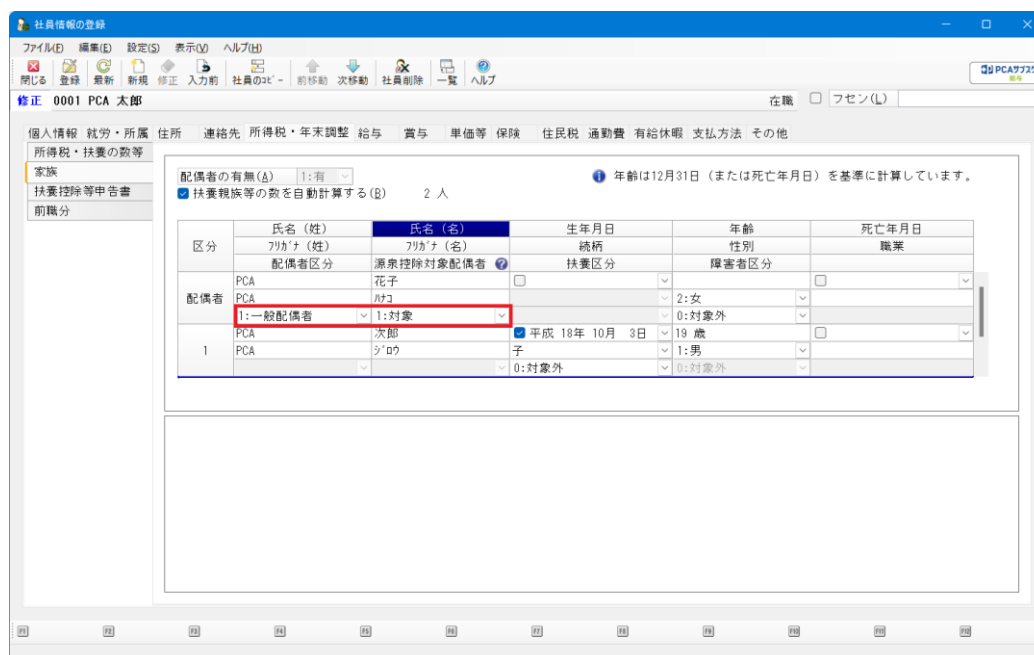 社員情報の登録
ファイル(F) 編集(E) 設定(S) 表示(V) ヘルプ(H)
閉じる 登録 最新 新規 修正 入力前 社員のコピー 前移動 次移動 社員削除 一覧 ヘルプ
PCAサブスク
給与
修正 0001 PCA 太郎 在職 フセン(L)
個人情報 就労・所属 住所 連絡先 所得税・年末調整 給与 賞与 単価等 保険 住民税 通勤費 有給休暇 支払方法 その他
所得税・扶養の数等
家族
扶養控除等申告書
前職分
配偶者の有無(A) 1:有 年齢は12月31日(または死亡年月日)を基準に計算しています。
扶養親族等の数を自動計算する(B) 2 人
区分 氏名(姓) 氏名(名) 生年月日 年齢 死亡年月日
フリガナ(姓) フリガナ(名) 続柄 性別 職業
配偶者区分 源泉控除対象配偶者 扶養区分 障害者区分
配偶者 PCA 花子
PCA ハナコ 2:女
1:一般配偶者 1:対象 0:対象外
1 PCA 次郎 平成 18年 10月 3日 19 歳
PCA ジロウ 子 1:男
0:対象外 0:対象外
F1 F2 F3 F4 F5 F6 F7 F8 F9 F10 F11 F12